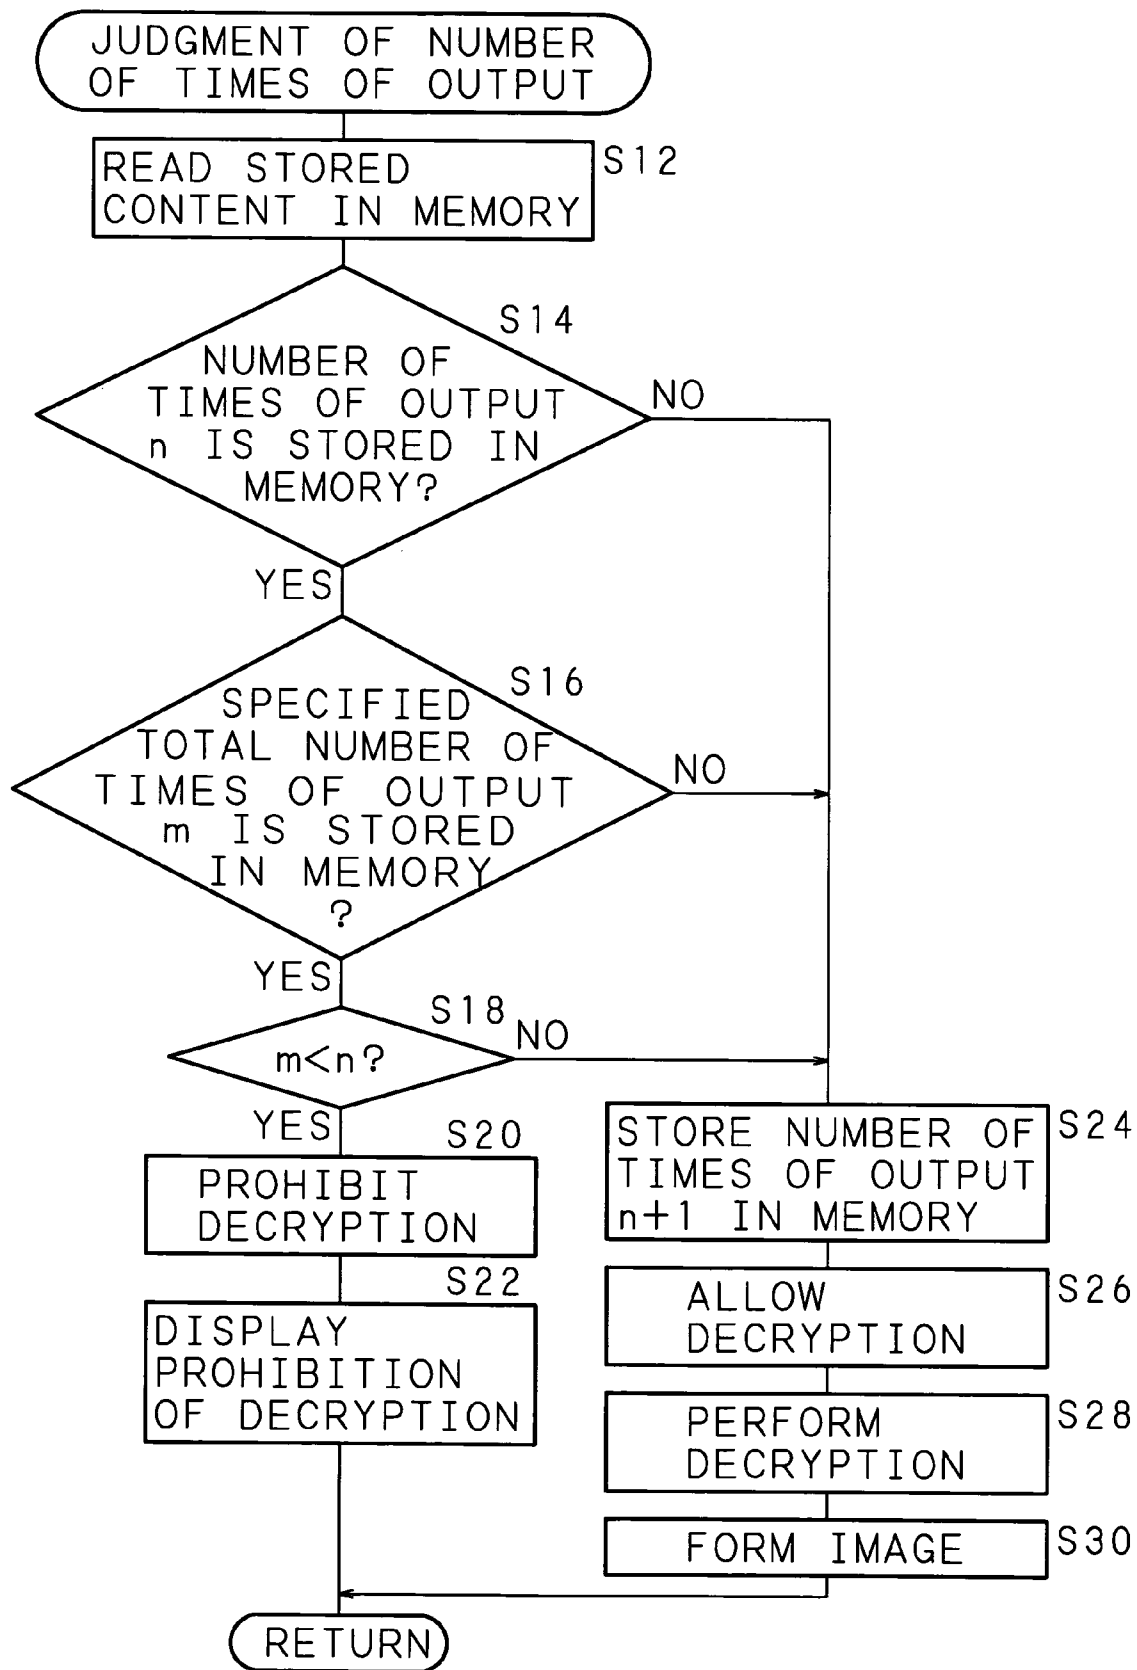 JUDGMENT OF NUMBER
OF TIMES OF OUTPUT
READ STORED
CONTENT IN MEMORY
S12
S14
NUMBER OF
TIMES OF OUTPUT
n IS STORED IN
MEMORY?
NO
YES
S16
SPECIFIED
TOTAL NUMBER OF
TIMES OF OUTPUT
m IS STORED
IN MEMORY
?
NO
YES
S18
m<n?
NO
YES
S20
PROHIBIT
DECRYPTION
S22
DISPLAY
PROHIBITION
OF DECRYPTION
STORE NUMBER OF
TIMES OF OUTPUT
n+1 IN MEMORY
S24
ALLOW
DECRYPTION
S26
PERFORM
DECRYPTION
S28
FORM IMAGE
S30
RETURN